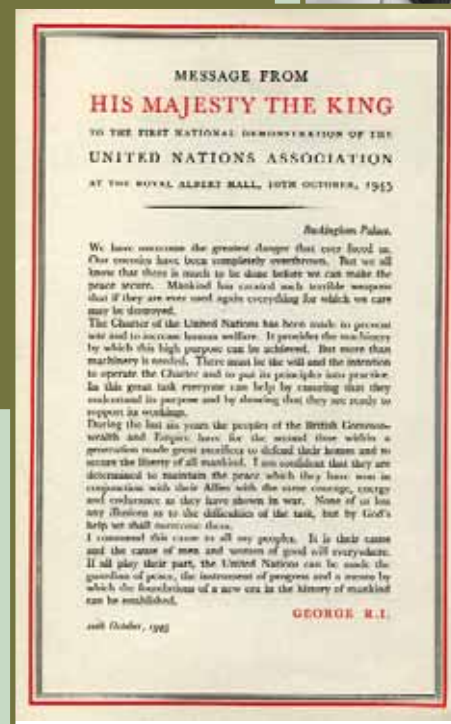 MESSAGE FROM
HIS MAJESTY THE KING
TO THE FIRST NATIONAL DEMONSTRATION OF THE
UNITED NATIONS ASSOCIATION
AT THE ROYAL ALBERT HALL, 10TH OCTOBER, 1945
Buckingham Palace.
We have overcome the greatest danger that ever faced us.
Our enemies have been completely overthrown. But we all
know that there is much to be done before we can make the
peace secure. Mankind has created such terrible weapons
that if they are ever used again everything for which we care
may be destroyed.
The Charter of the United Nations has been made to prevent
war and to increase human welfare. It provides the machinery
by which this high purpose can be achieved. But more than
machinery is needed. There must be the will and the intention
to operate the Charter and to put its principles into practice.
In this great task everyone can help by ensuring that they
understand its purpose and by showing that they are ready to
support its workings.
During the last six years the peoples of the British Common-
wealth and Empire have for the second time within a
generation made great sacrifices to defend their homes and to
secure the liberty of all mankind. I am confident that they are
determined to maintain the peace which they have won in
conjunction with their Allies with the same courage, energy
and endurance as they have shown in war. None of us has
any illusions as to the difficulties of the task, but by God's
help we shall overcome them.
I commend this cause to all my peoples. It is their cause
and the cause of men and women of good will everywhere.
If all play their part, the United Nations can be made the
guardian of peace, the instrument of progress and a means by
which the foundations of a new era in the history of mankind
can be established.
GEORGE R.I.
October, 1945